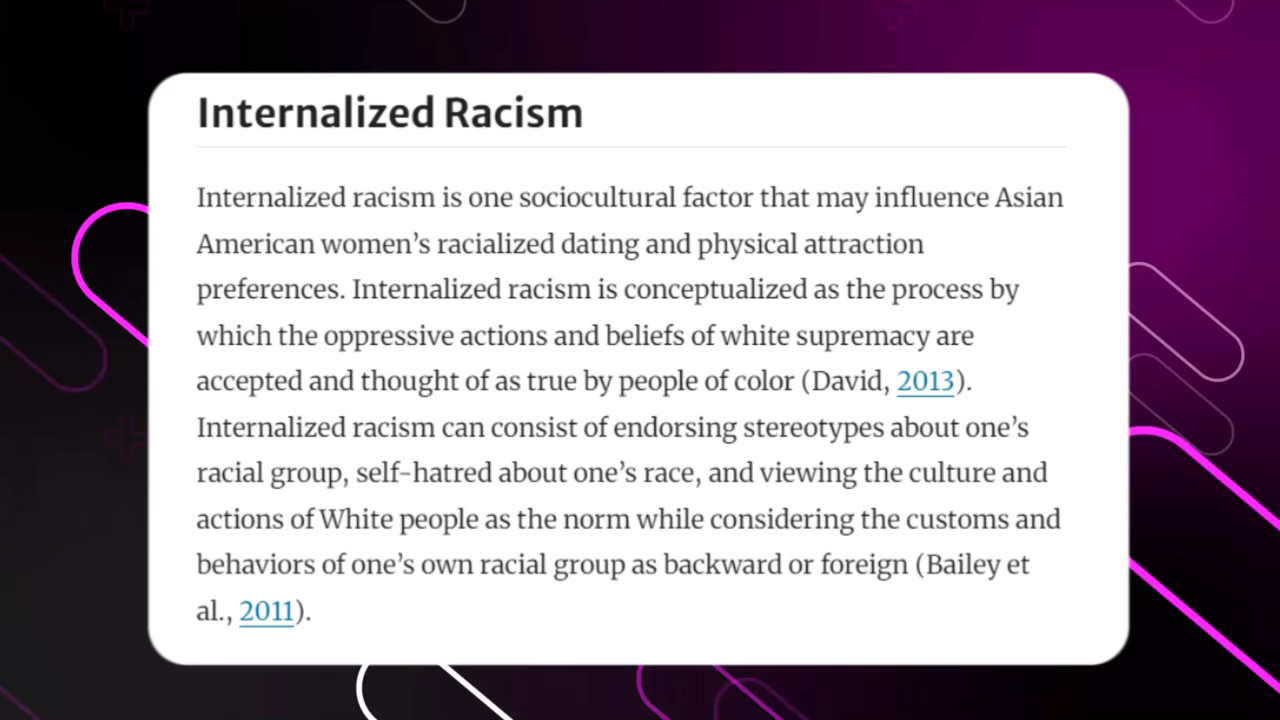 Internalized Racism
Internalized racism is one sociocultural factor that may influence Asian
American women’s racialized dating and physical attraction
preferences. Internalized racism is conceptualized as the process by
which the oppressive actions and beliefs of white supremacy are
accepted and thought of as true by people of color (David, 2013).
Internalized racism can consist of endorsing stereotypes about one’s
racial group, self-hatred about one’s race, and viewing the culture and
actions of White people as the norm while considering the customs and
behaviors of one’s own racial group as backward or foreign (Bailey et
al., 2011).